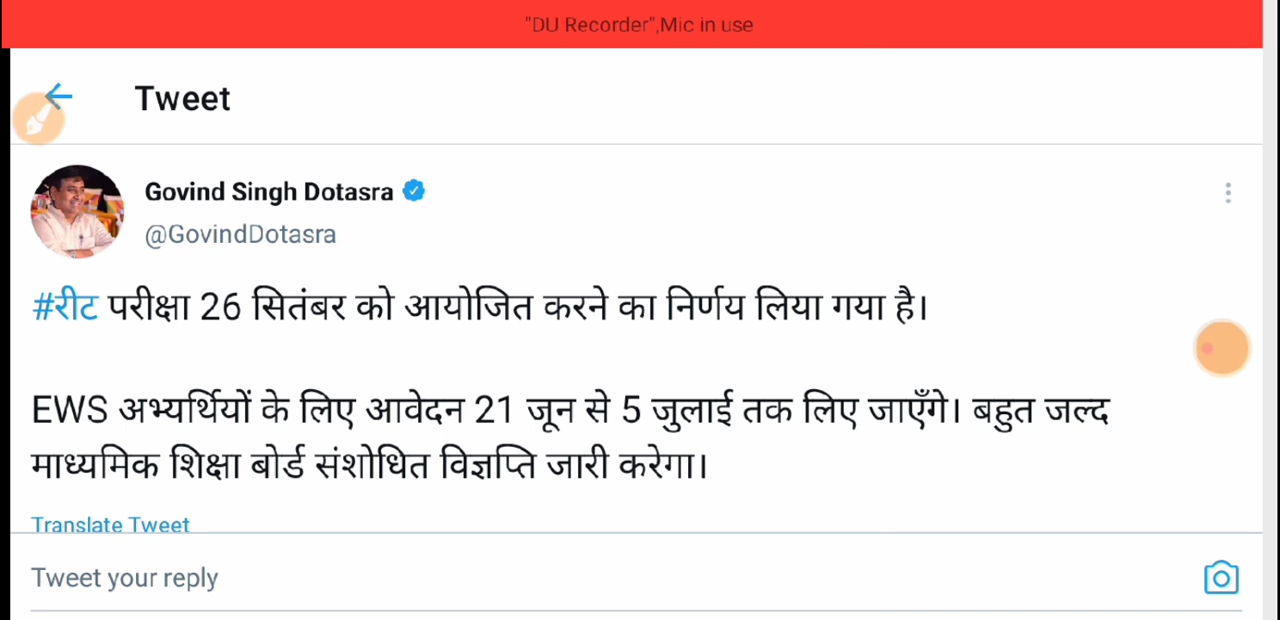 "DU Recorder",Mic in use
Tweet
Govind Singh Dotasra
@GovindDotasra
#रीट परीक्षा 26 सितंबर को आयोजित करने का निर्णय लिया गया है।
EWS अभ्यर्थियों के लिए आवेदन 21 जून से 5 जुलाई तक लिए जाएँगे। बहुत जल्द
माध्यमिक शिक्षा बोर्ड संशोधित विज्ञप्ति जारी करेगा।
Translate Tweet
Tweet your reply